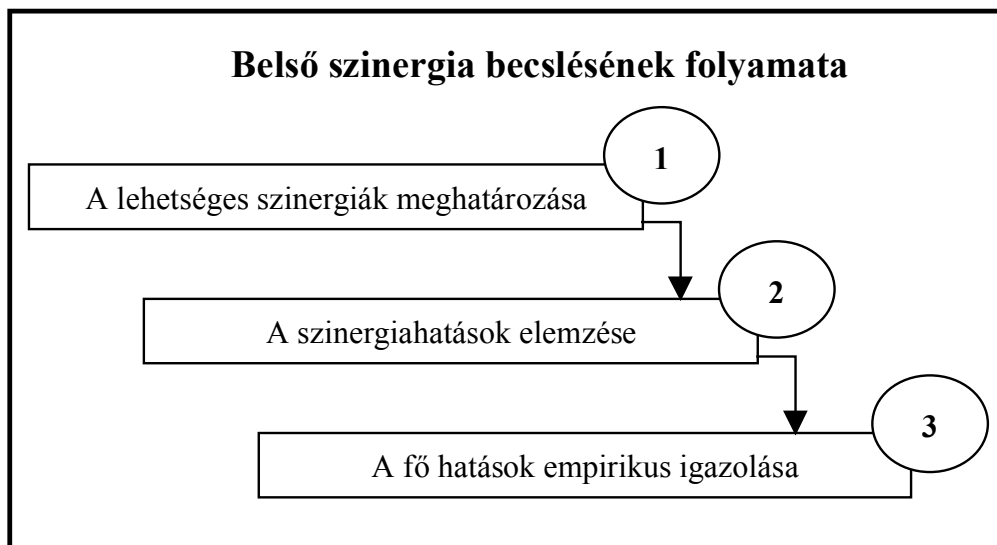 Belső szinergia becslésének folyamata
1
A lehetséges szinergiák meghatározása
2
A szinergiahatások elemzése
3
A fő hatások empirikus igazolása